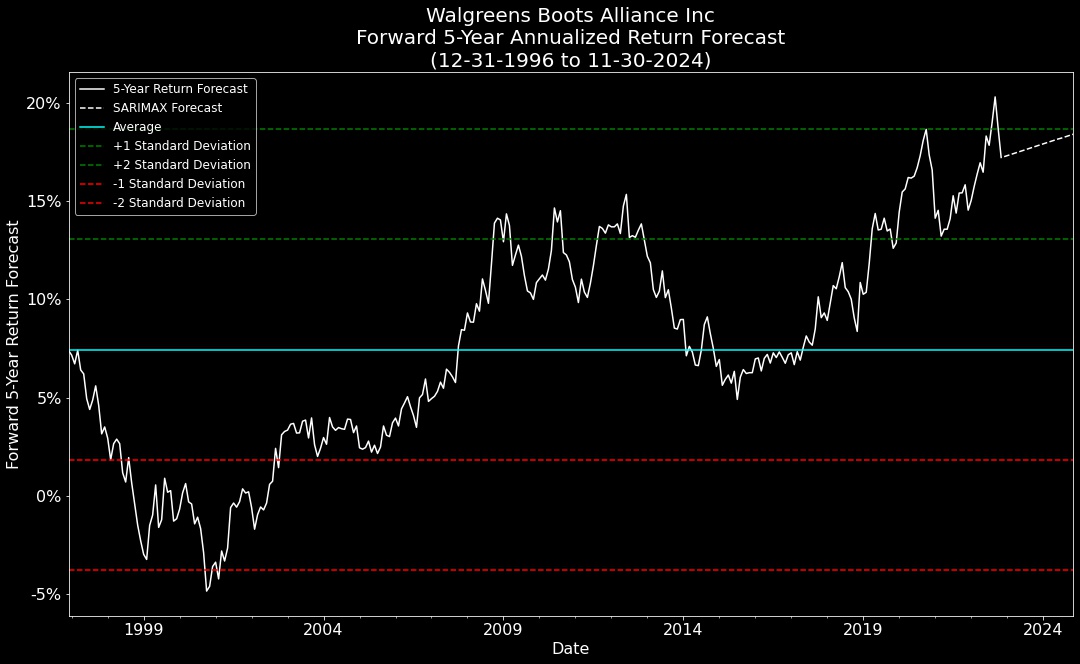 Walgreens Boots Alliance Inc
Forward 5-Year Annualized Return Forecast
(12-31-1996 to 11-30-2024)
5-Year Return Forecast
SARIMAX Forecast
Average
+1 Standard Deviation
+2 Standard Deviation
-1 Standard Deviation
-2 Standard Deviation
Forward 5-Year Return Forecast
20%
15%
10%
5%
0%
-5%
1999
2004
2009
2014
2019
2024
Date